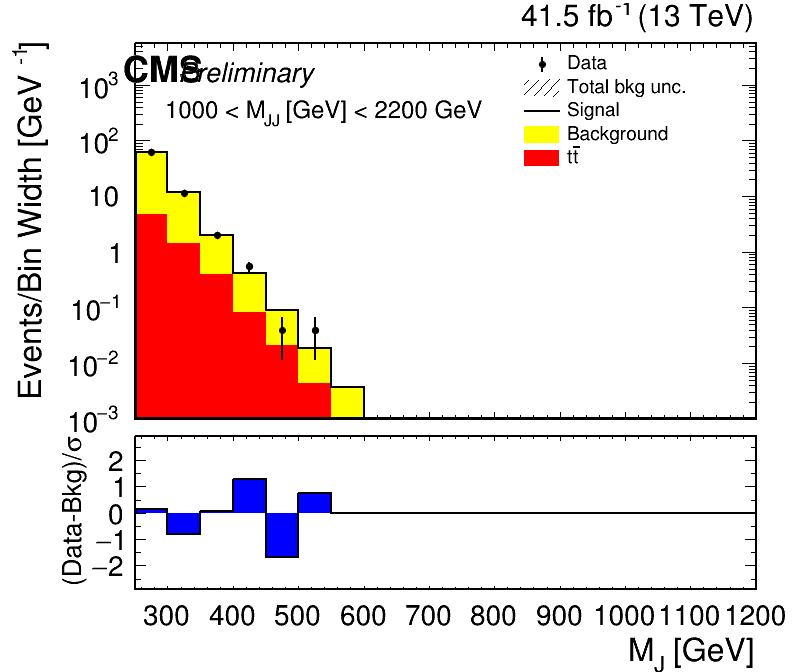 41.5 fb⁻¹ (13 TeV)
CMS Preliminary
1000 < M_JJ [GeV] < 2200 GeV
Data
Total bkg unc.
Signal
Background
tt̄
Events/Bin Width [GeV⁻¹]
10³
10²
10
1
10⁻¹
10⁻²
10⁻³
(Data-Bkg)/σ
2
1
0
−1
−2
300 400 500 600 700 800 900 1000 1100 1200
M_J [GeV]